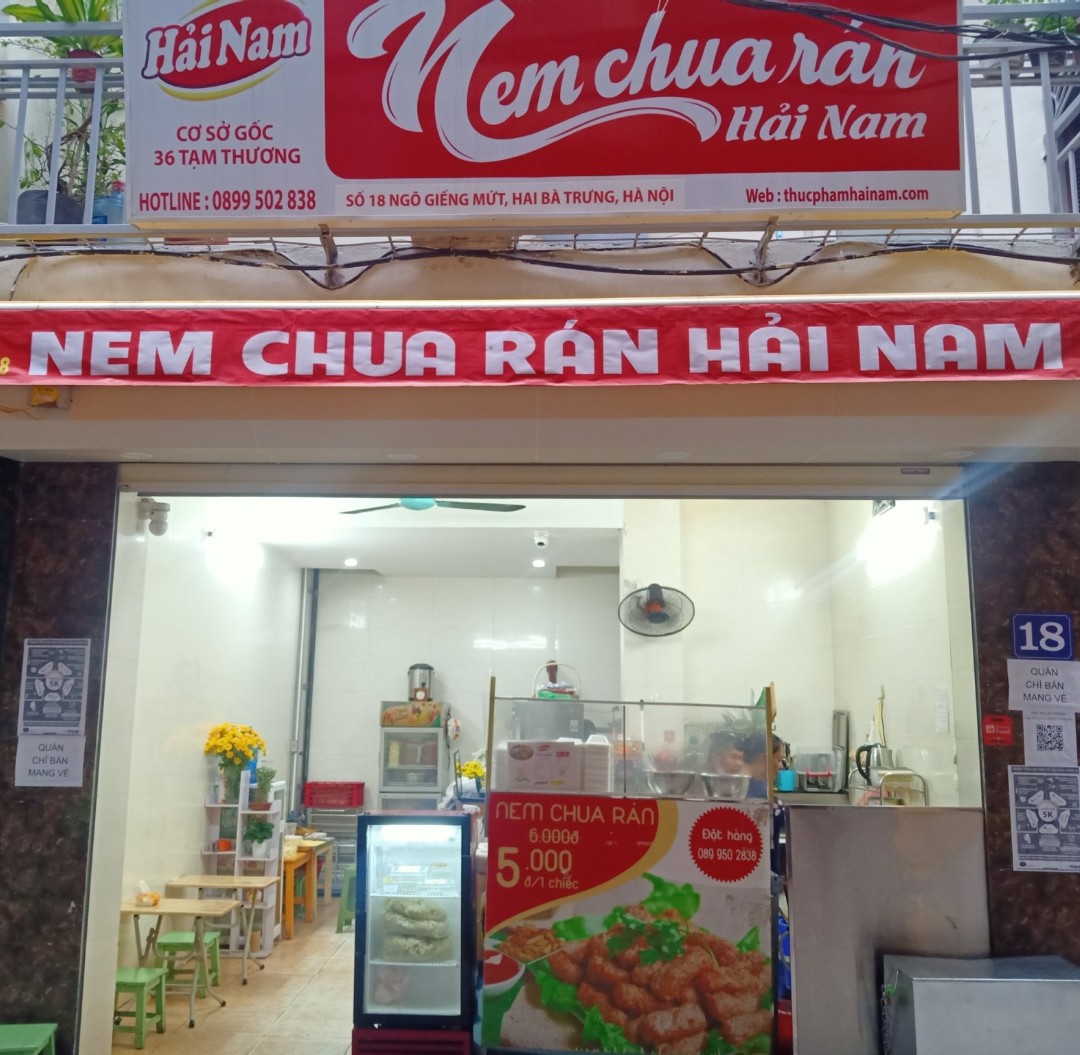 Hải Nam
CƠ SỞ GỐC
36 TẠM THƯƠNG
HOTLINE : 0899 502 838
Nem chua rán
Hải Nam
SỐ 18 NGÕ GIẾNG MỨT, HAI BÀ TRƯNG, HÀ NỘI
Web : thucphamhainam.com
8 NEM CHUA RÁN HẢI NAM
5K
QUÁN
CHỈ BÁN
MANG VỀ
18
QUÁN
CHỈ BÁN
MANG VỀ
5K
NEM CHUA RÁN
6.000đ
5.000
đ/1 chiếc
Đặt hàng
089 950 2838